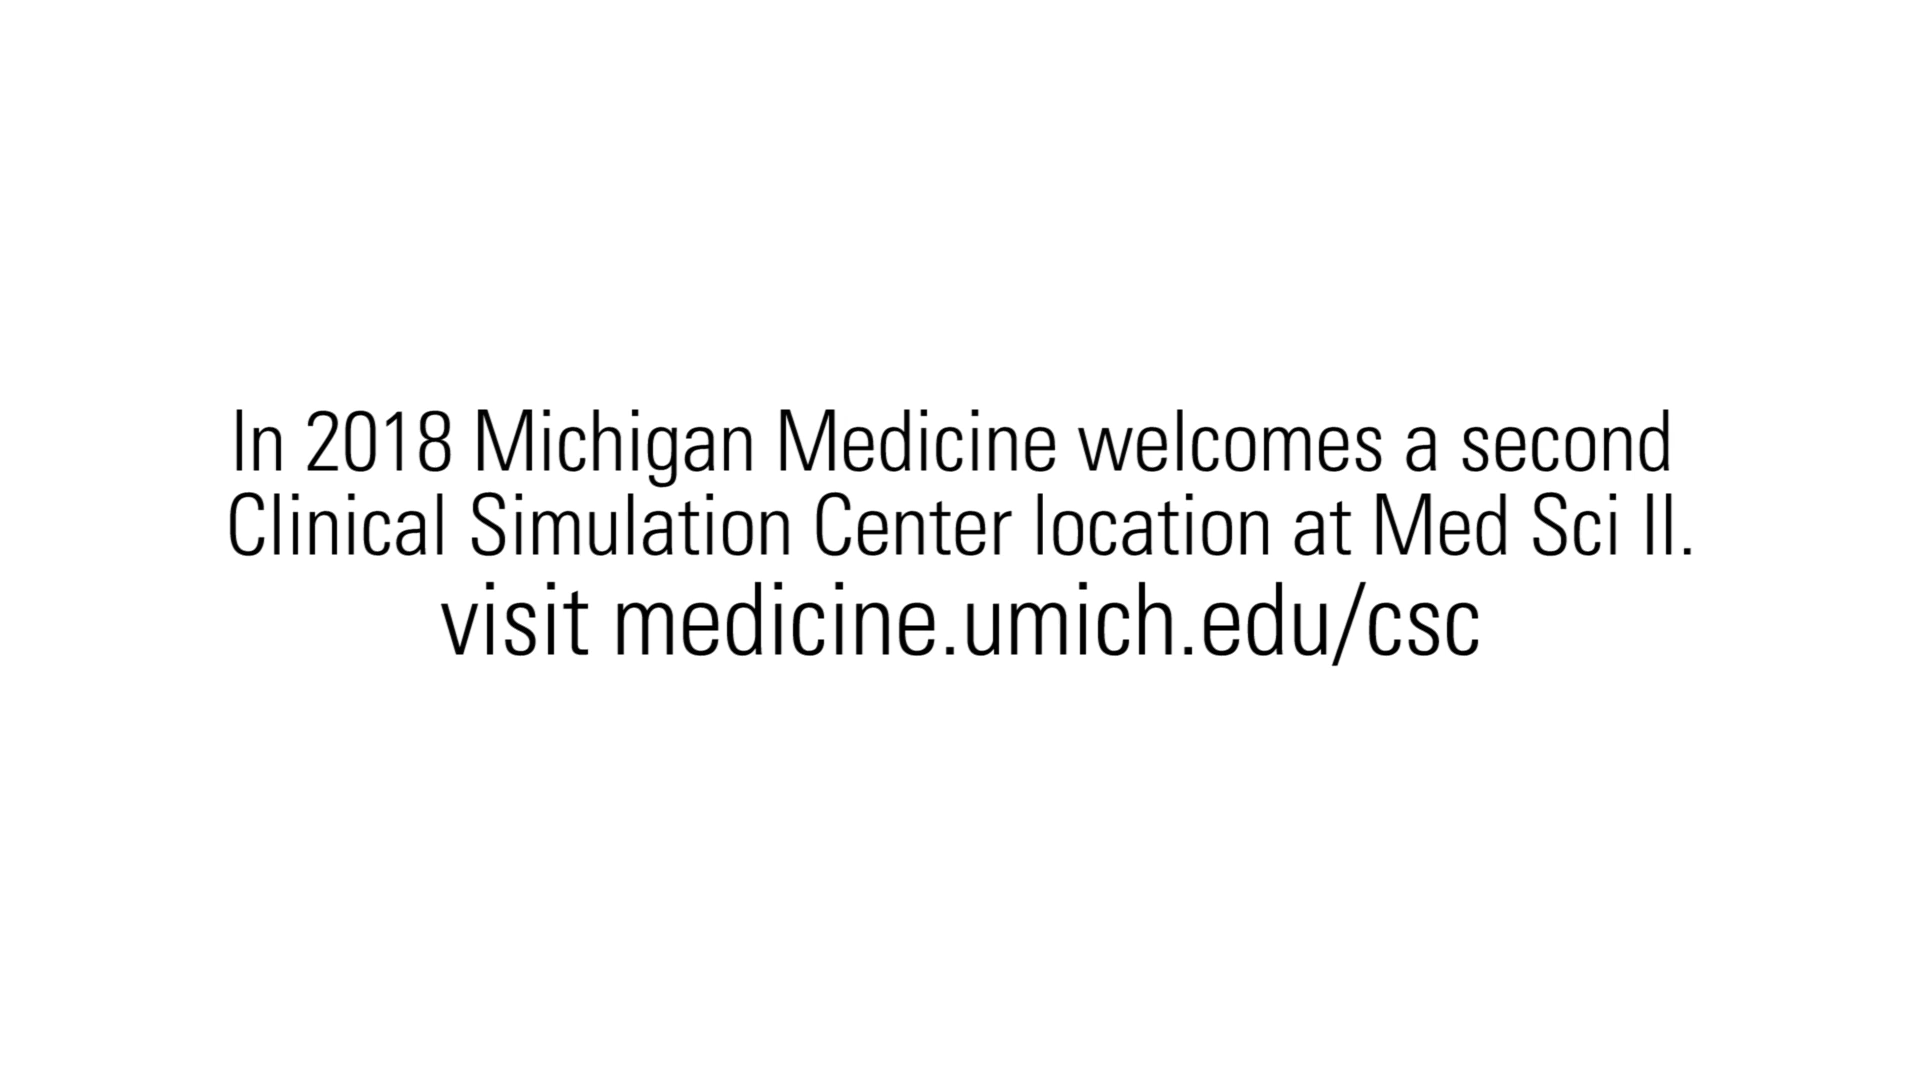 In 2018 Michigan Medicine welcomes a second
Clinical Simulation Center location at Med Sci II.
visit medicine.umich.edu/csc